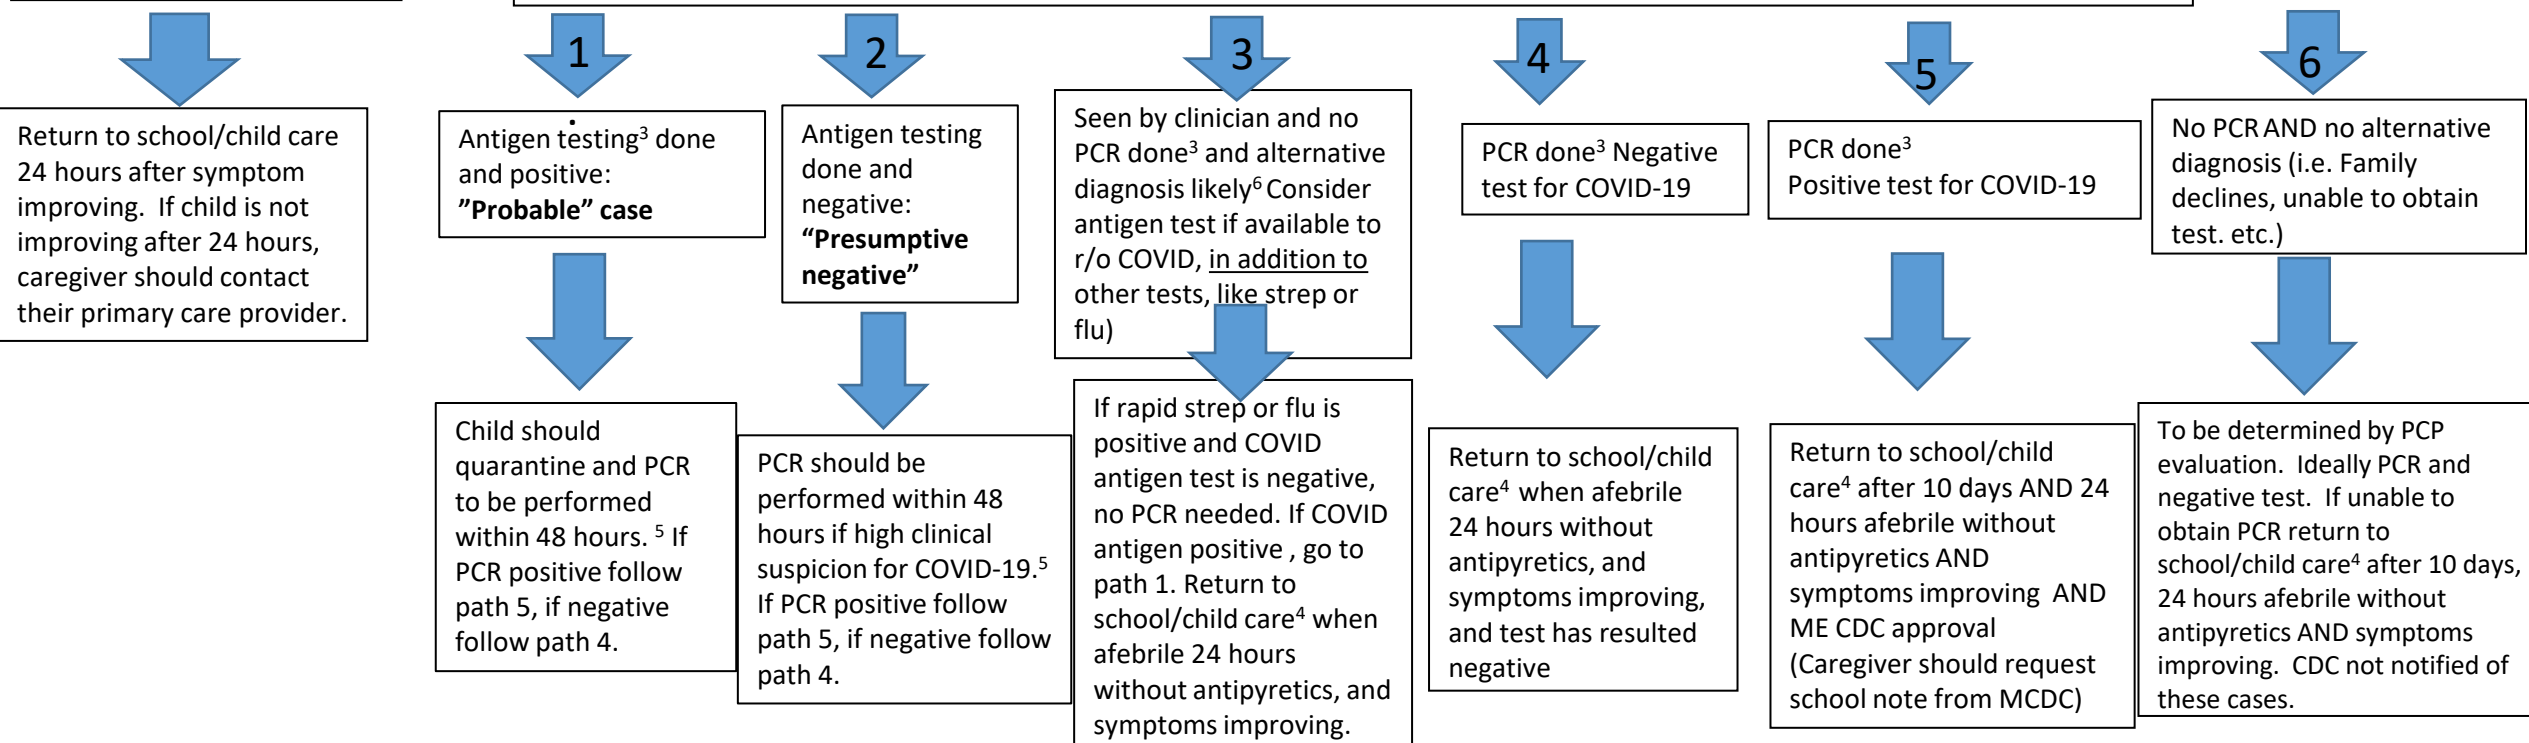 Return to school/child care
24 hours after symptom
improving.  If child is not
improving after 24 hours,
caregiver should contact
their primary care provider.
1
Antigen testing³ done
and positive:
”Probable” case
Child should
quarantine and PCR
to be performed
within 48 hours. ⁵ If
PCR positive follow
path 5, if negative
follow path 4.
2
Antigen testing
done and
negative:
“Presumptive
negative”
PCR should be
performed within 48
hours if high clinical
suspicion for COVID-19.⁵
If PCR positive follow
path 5, if negative follow
path 4.
3
Seen by clinician and no
PCR done³ and alternative
diagnosis likely⁶ Consider
antigen test if available to
r/o COVID, in addition to
other tests, like strep or
flu)
If rapid strep or flu is
positive and COVID
antigen test is negative,
no PCR needed. If COVID
antigen positive , go to
path 1. Return to
school/child care⁴ when
afebrile 24 hours
without antipyretics, and
symptoms improving.
4
PCR done³ Negative
test for COVID-19
Return to school/child
care⁴ when afebrile
24 hours without
antipyretics, and
symptoms improving,
and test has resulted
negative
5
PCR done³
Positive test for COVID-19
Return to school/child
care⁴ after 10 days AND 24
hours afebrile without
antipyretics AND
symptoms improving  AND
ME CDC approval
(Caregiver should request
school note from MCDC)
6
No PCR AND no alternative
diagnosis (i.e. Family
declines, unable to obtain
test. etc.)
To be determined by PCP
evaluation.  Ideally PCR and
negative test.  If unable to
obtain PCR return to
school/child care⁴ after 10 days,
24 hours afebrile without
antipyretics AND symptoms
improving.  CDC not notified of
these cases.